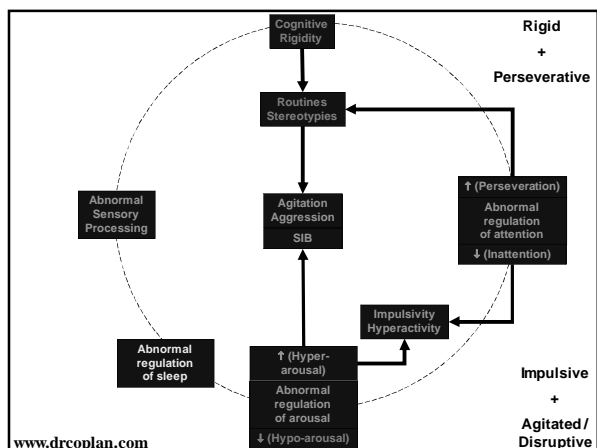 Cognitive
Rigidity
Rigid
+
Perseverative
Routines
Stereotypies
Abnormal
Sensory
Processing
Agitation
Aggression
SIB
↑ (Perseveration)
Abnormal
regulation
of attention
↓ (Inattention)
Impulsivity
Hyperactivity
Abnormal
regulation
of sleep
↑ (Hyper-
arousal)
Abnormal
regulation
of arousal
↓ (Hypo-arousal)
Impulsive
+
Agitated /
Disruptive
www.drcoplan.com